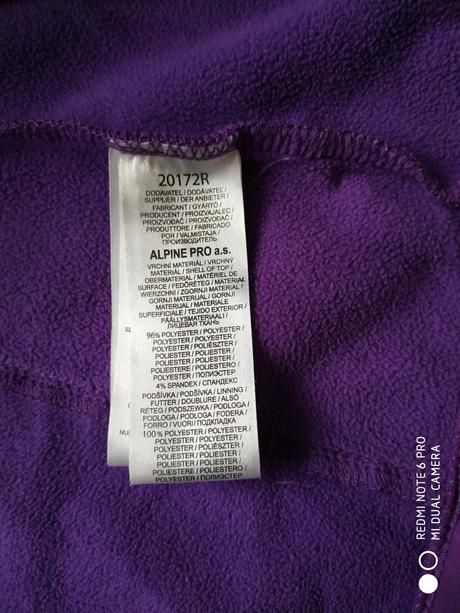 20172R
DODAVATEL / DODÁVATEĽ /
SUPPLIER / DER ANBIETER /
FABRICANT / GYÁRTÓ /
PRODUCENT / PROIZVAJALEC /
PROIZVOĐAČ / PROIZVOĐAČ /
PRODUTTORE / FABRICADO
POR / VALMISTAJA /
ПРОИЗВОДИТЕЛЬ
ALPINE PRO a.s.
VRCHNÍ MATERIÁL / VRCHNÝ
MATERIÁL / SHELL OF TOP /
OBERMATERIAL / MATÉRIEL DE
SURFACE / FEDŐRÉTEG / MATERIAŁ
WIERZCHNI / ZGORNJI MATERIAL /
GORNJI MATERIJAL / GORNJI
MATERIJAL / MATERIALE
SUPERFICIALE / TEJIDO EXTERIOR /
PÄÄLLYSMATERIAALI /
ЛИЦЕВАЯ ТКАНЬ
96% POLYESTER / POLYESTER /
POLYESTER / POLYESTER /
POLYESTER / POLIÉSZTER /
POLIESTER / POLIESTER /
POLIESTER / POLIESTER /
POLIESTERE / POLIESTERO /
POLYESTER / ПОЛИЭСТЕР
4% SPANDEX / СПАНДЕКС
PODŠÍVKA / PODŠÍVKA / LINNING /
FUTTER / DOUBLURE / ALSÓ
RÉTEG / PODSZEWKA / PODLOGA /
PODLOGA / PODLOGA / FODERA /
FORRO / VUORI / ПОДКЛАДКА
100% POLYESTER / POLYESTER /
POLYESTER / POLYESTER /
POLYESTER / POLIÉSZTER /
POLIESTER / POLIESTER /
POLIESTER / POLIESTER /
POLIESTERE / POLIESTERO /
POLYESTER / ПОЛИЭСТЕР
NU
REDMI NOTE 6 PRO
MI DUAL CAMERA